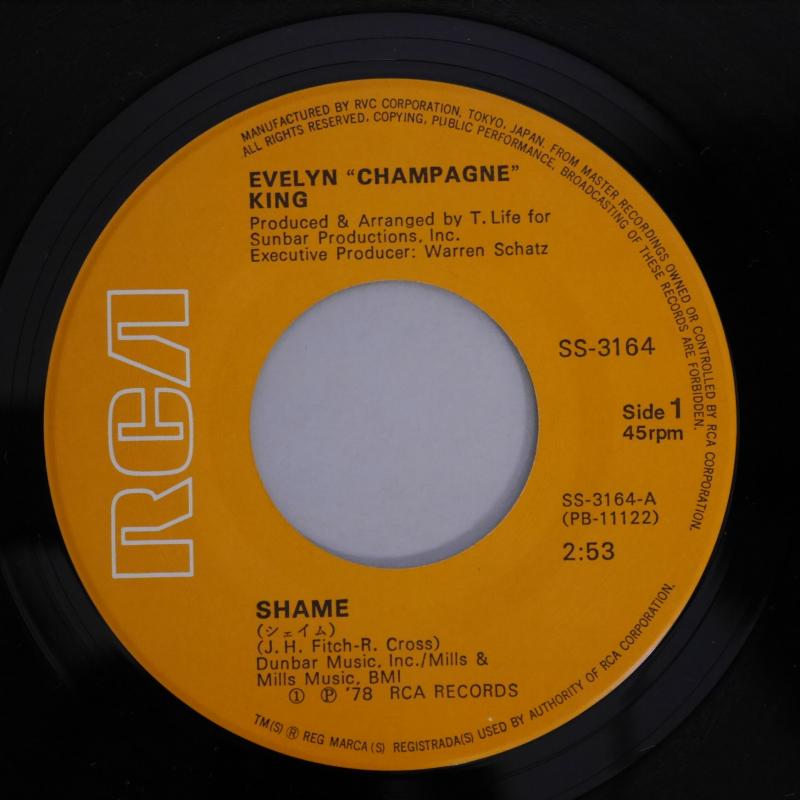 MANUFACTURED BY RVC CORPORATION, TOKYO, JAPAN. FROM MASTER RECORDINGS OWNED OR CONTROLLED BY RCA CORPORATION.
ALL RIGHTS RESERVED, COPYING, PUBLIC PERFORMANCE, BROADCASTING OF THESE RECORDS ARE FORBIDDEN.
EVELYN “CHAMPAGNE”
KING
Produced & Arranged by T. Life for
Sunbar Productions, Inc.
Executive Producer: Warren Schatz
RCA
SS-3164
Side 1
45rpm
SS-3164-A
(PB-11122)
2:53
SHAME
(シェイム)
(J. H. Fitch-R. Cross)
Dunbar Music, Inc./Mills &
Mills Music, BMI
① Ⓟ '78 RCA RECORDS
TM(S) ® REG MARCA(S) REGISTRADA(S) USED BY AUTHORITY OF RCA CORPORATION.